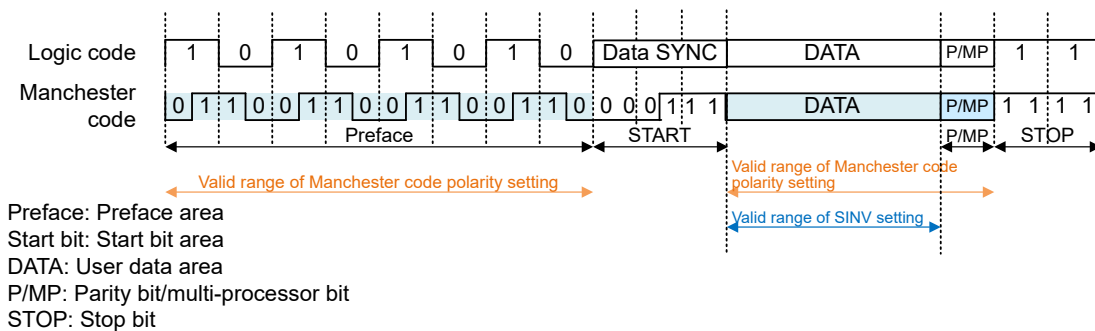 Logic code 1 0 1 0 1 0 1 0 Data SYNC DATA P/MP 1 1
Manchester code 0 1 1 0 0 1 1 0 0 1 1 0 0 1 1 0 0 0 0 1 1 1 DATA P/MP 1 1 1 1
Preface START P/MP STOP
Valid range of Manchester code polarity setting
Valid range of Manchester code
polarity setting
Valid range of SINV setting
Preface: Preface area
Start bit: Start bit area
DATA: User data area
P/MP: Parity bit/multi-processor bit
STOP: Stop bit